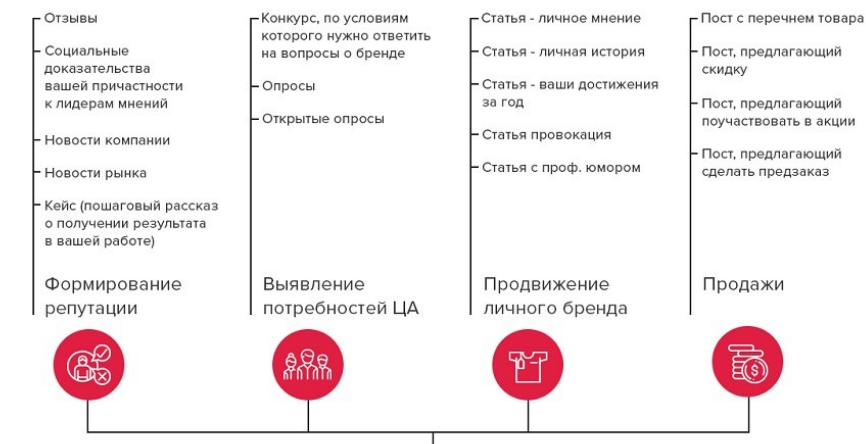 Отзывы
Социальные
доказательства
вашей причастности
к лидерам мнений
Новости компании
Новости рынка
Кейс (пошаговый рассказ
о получении результата
в вашей работе)
Формирование
репутации
Конкурс, по условиям
которого нужно ответить
на вопросы о бренде
Опросы
Открытые опросы
Выявление
потребностей ЦА
Статья - личное мнение
Статья - личная история
Статья - ваши достижения
за год
Статья провокация
Статья с проф. юмором
Продвижение
личного бренда
Пост с перечнем товара
Пост, предлагающий
скидку
Пост, предлагающий
поучаствовать в акции
Пост, предлагающий
сделать предзаказ
Продажи